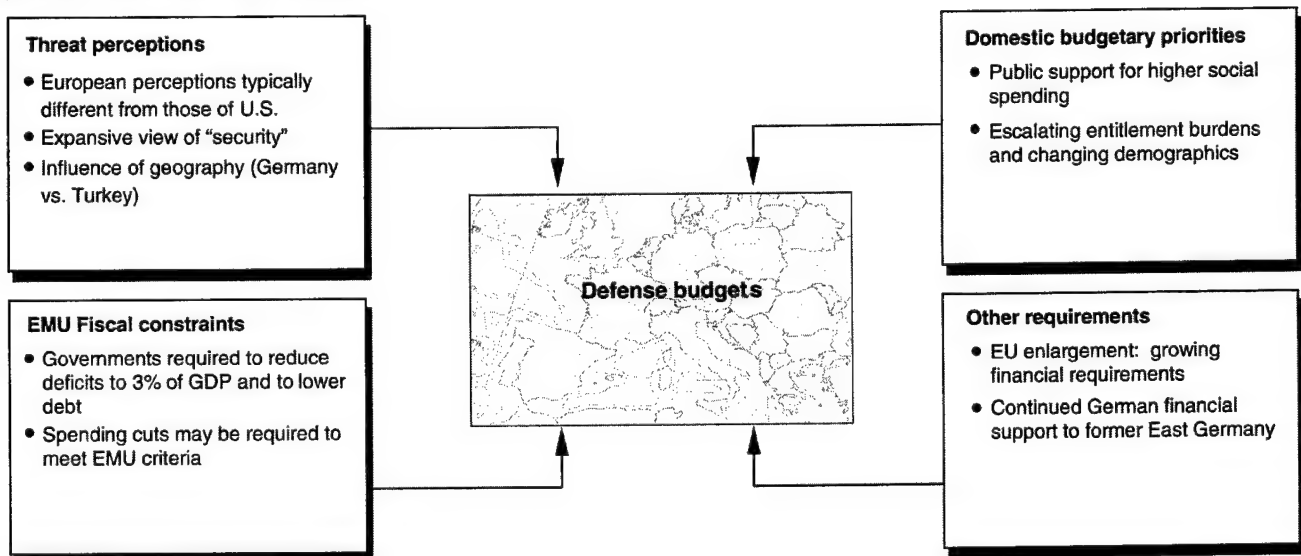 Threat perceptions
• European perceptions typically
different from those of U.S.
• Expansive view of “security”
• Influence of geography (Germany
vs. Turkey)
Domestic budgetary priorities
• Public support for higher social
spending
• Escalating entitlement burdens
and changing demographics
Defense budgets
EMU Fiscal constraints
• Governments required to reduce
deficits to 3% of GDP and to lower
debt
• Spending cuts may be required to
meet EMU criteria
Other requirements
• EU enlargement: growing
financial requirements
• Continued German financial
support to former East Germany